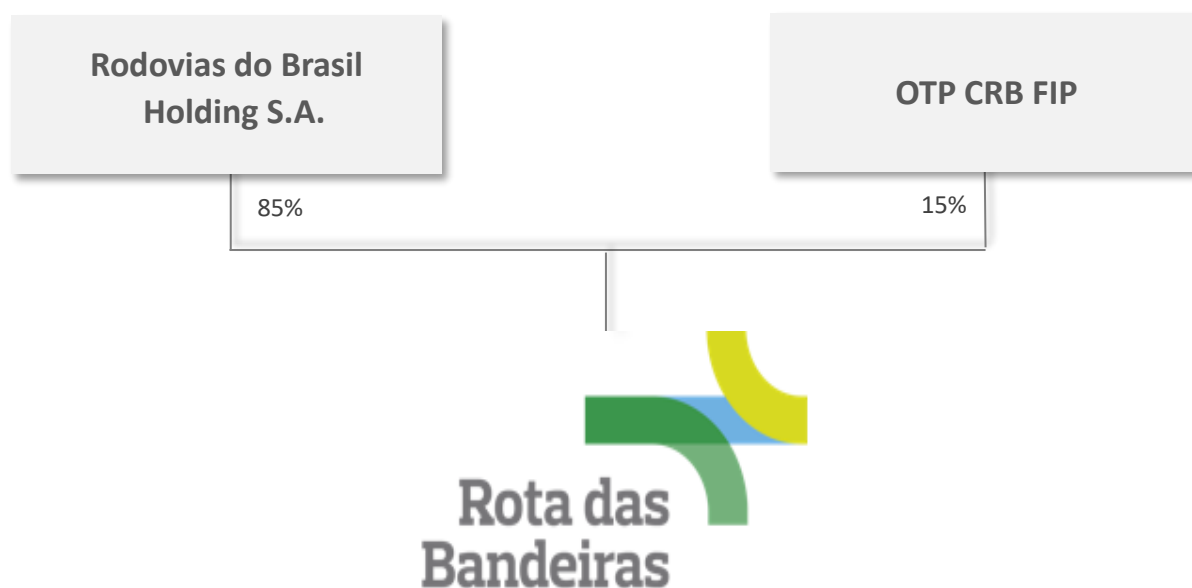 Rodovias do Brasil
Holding S.A.
OTP CRB FIP
85%
15%
Rota das
Bandeiras